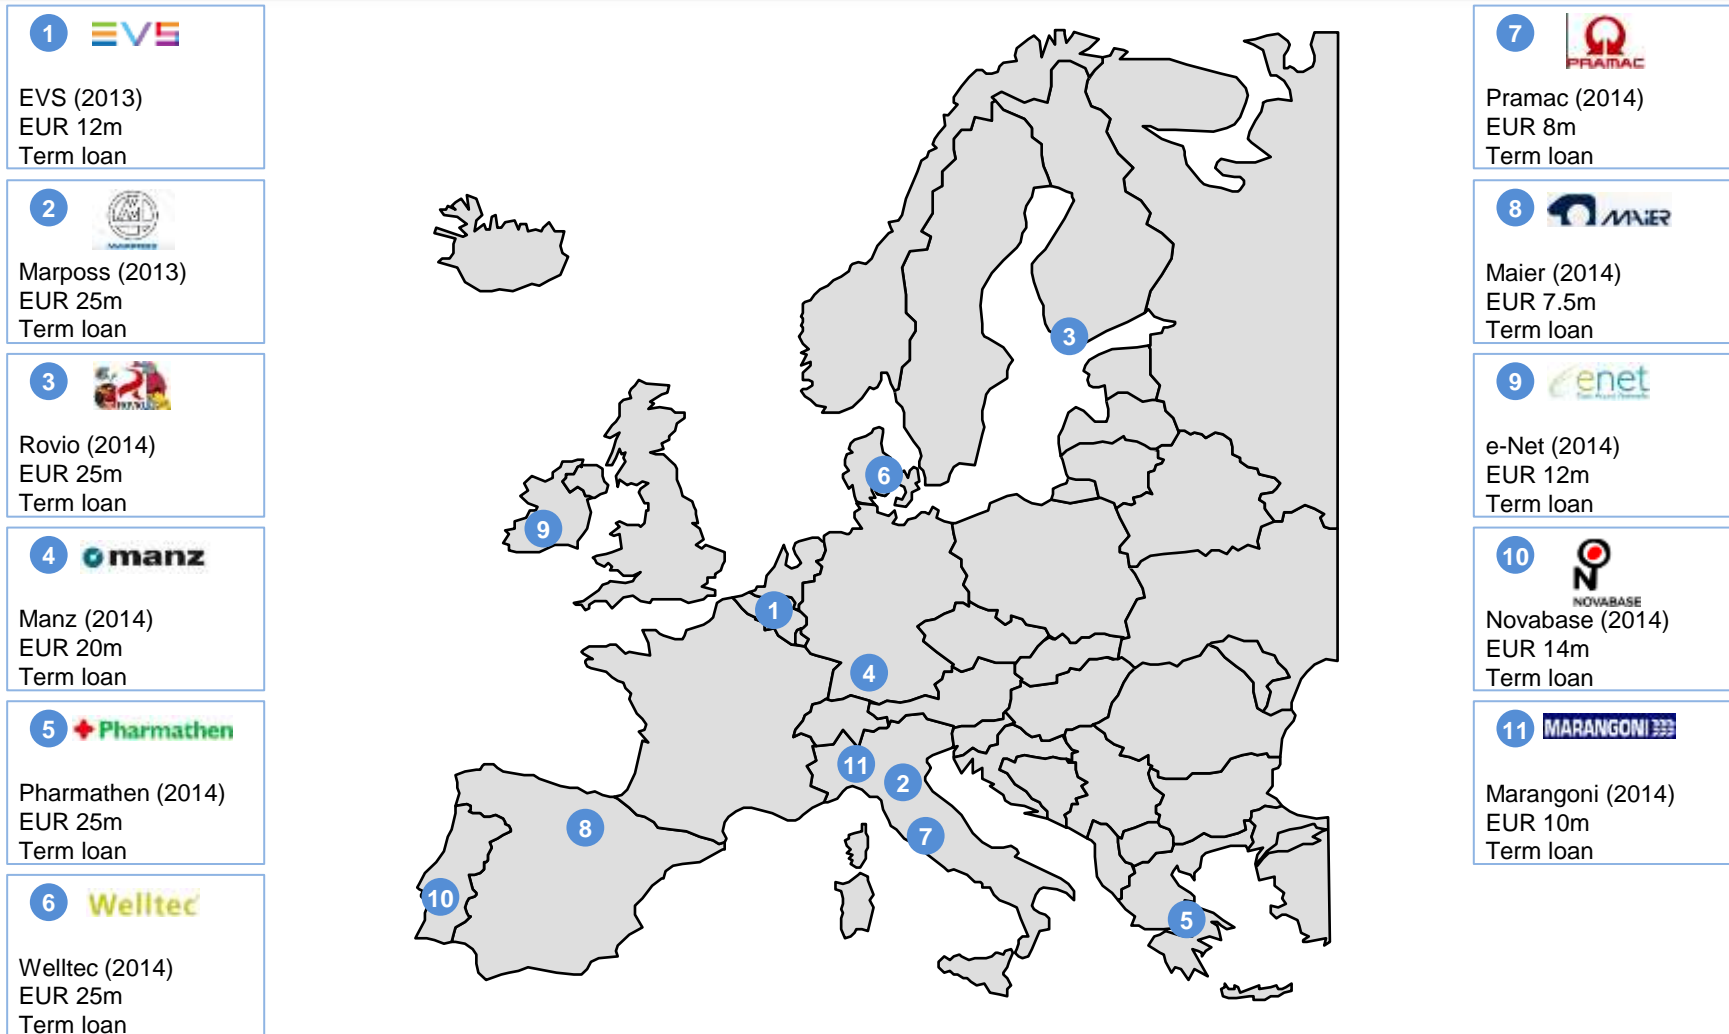 1
EVS
EVS (2013)
EUR 12m
Term loan
2
Marposs (2013)
EUR 25m
Term loan
3
Rovio (2014)
EUR 25m
Term loan
4
manz
Manz (2014)
EUR 20m
Term loan
5
Pharmathen
Pharmathen (2014)
EUR 25m
Term loan
6
Welltec
Welltec (2014)
EUR 25m
Term loan
3
6
9
1
4
11
2
8
7
10
5
7
PRAMAC
Pramac (2014)
EUR 8m
Term loan
8
MAIER
Maier (2014)
EUR 7.5m
Term loan
9
enet
e-Net (2014)
EUR 12m
Term loan
10
N
NOVABASE
Novabase (2014)
EUR 14m
Term loan
11
MARANGONI
Marangoni (2014)
EUR 10m
Term loan